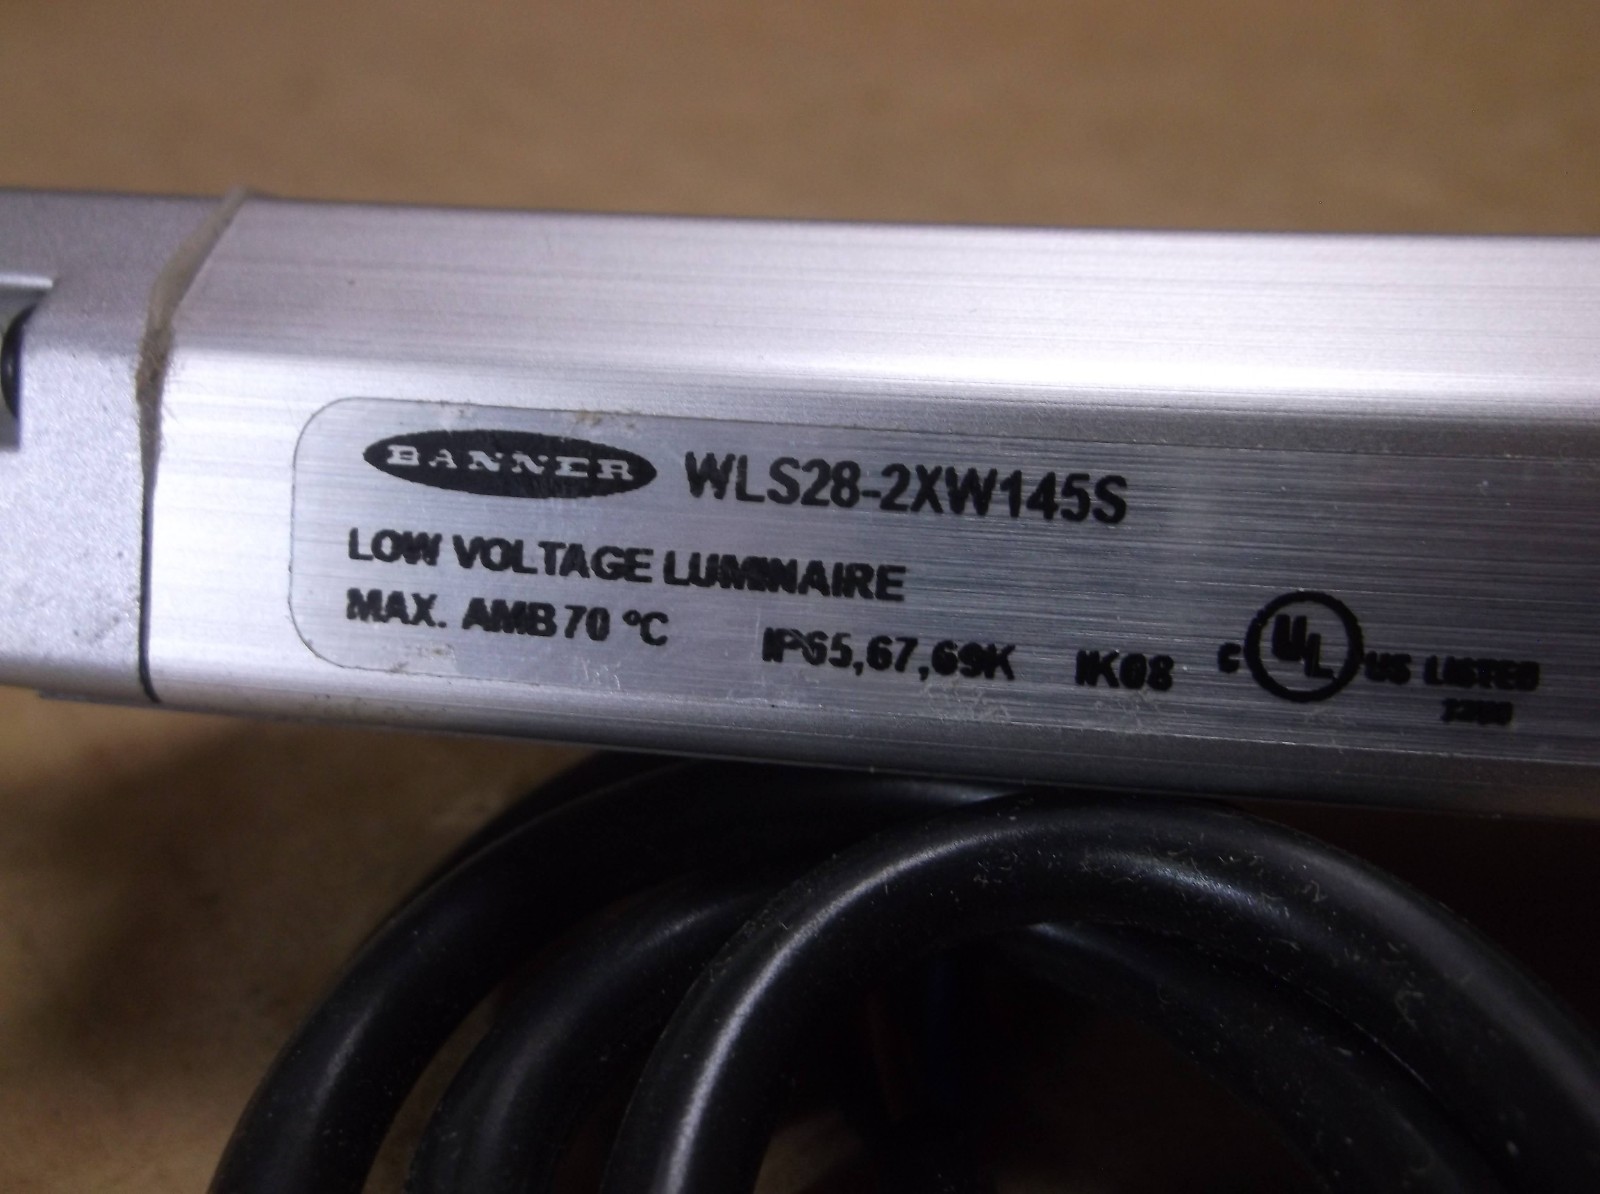 BANNER WLS28-2XW145S
LOW VOLTAGE LUMINAIRE
MAX. AMB 70 °C IP65,67,69K IK08 C UL US LISTED